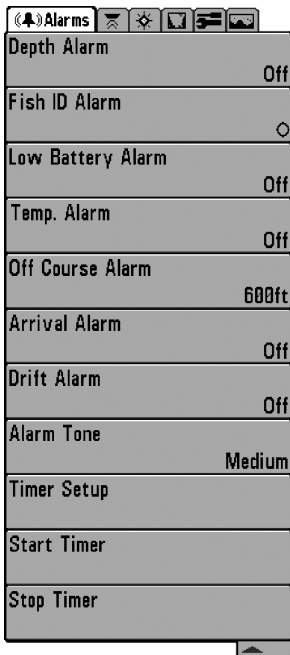 Alarms
Depth Alarm
Off
Fish ID Alarm
Low Battery Alarm
Off
Temp. Alarm
Off
Off Course Alarm
600ft
Arrival Alarm
Off
Drift Alarm
Off
Alarm Tone
Medium
Timer Setup
Start Timer
Stop Timer